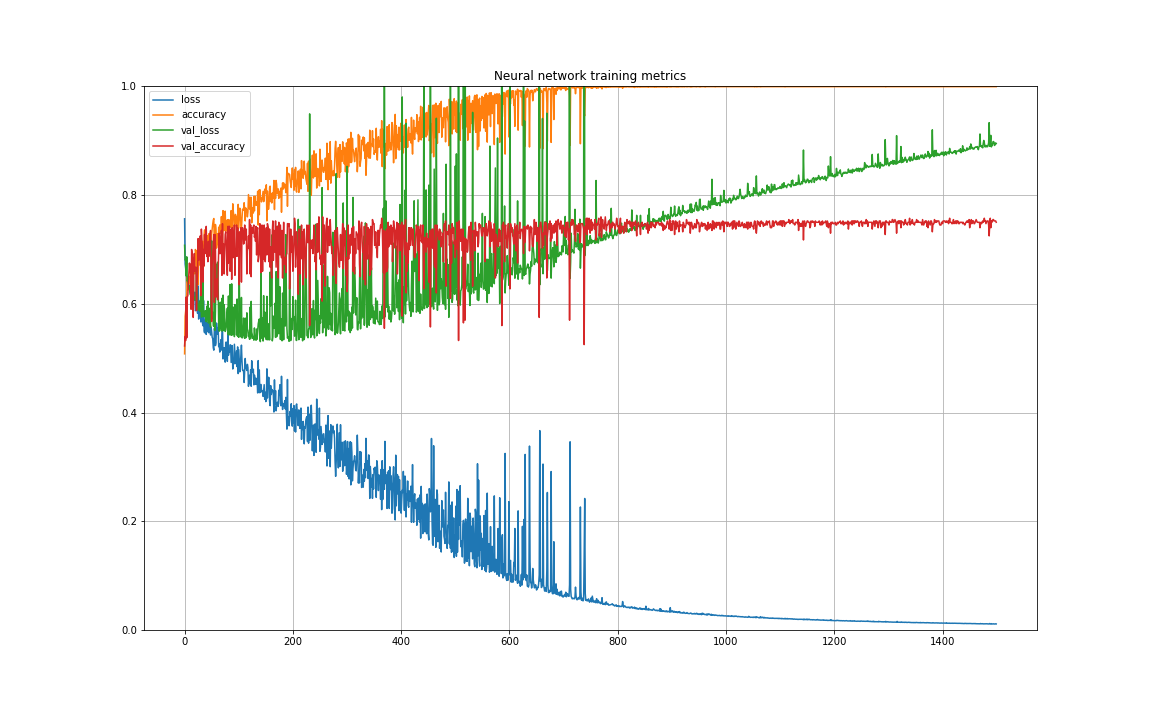 Neural network training metrics
1.0
loss
accuracy
val_loss
val_accuracy
0.8
0.6
0.4
0.2
0.0
0 200 400 600 800 1000 1200 1400